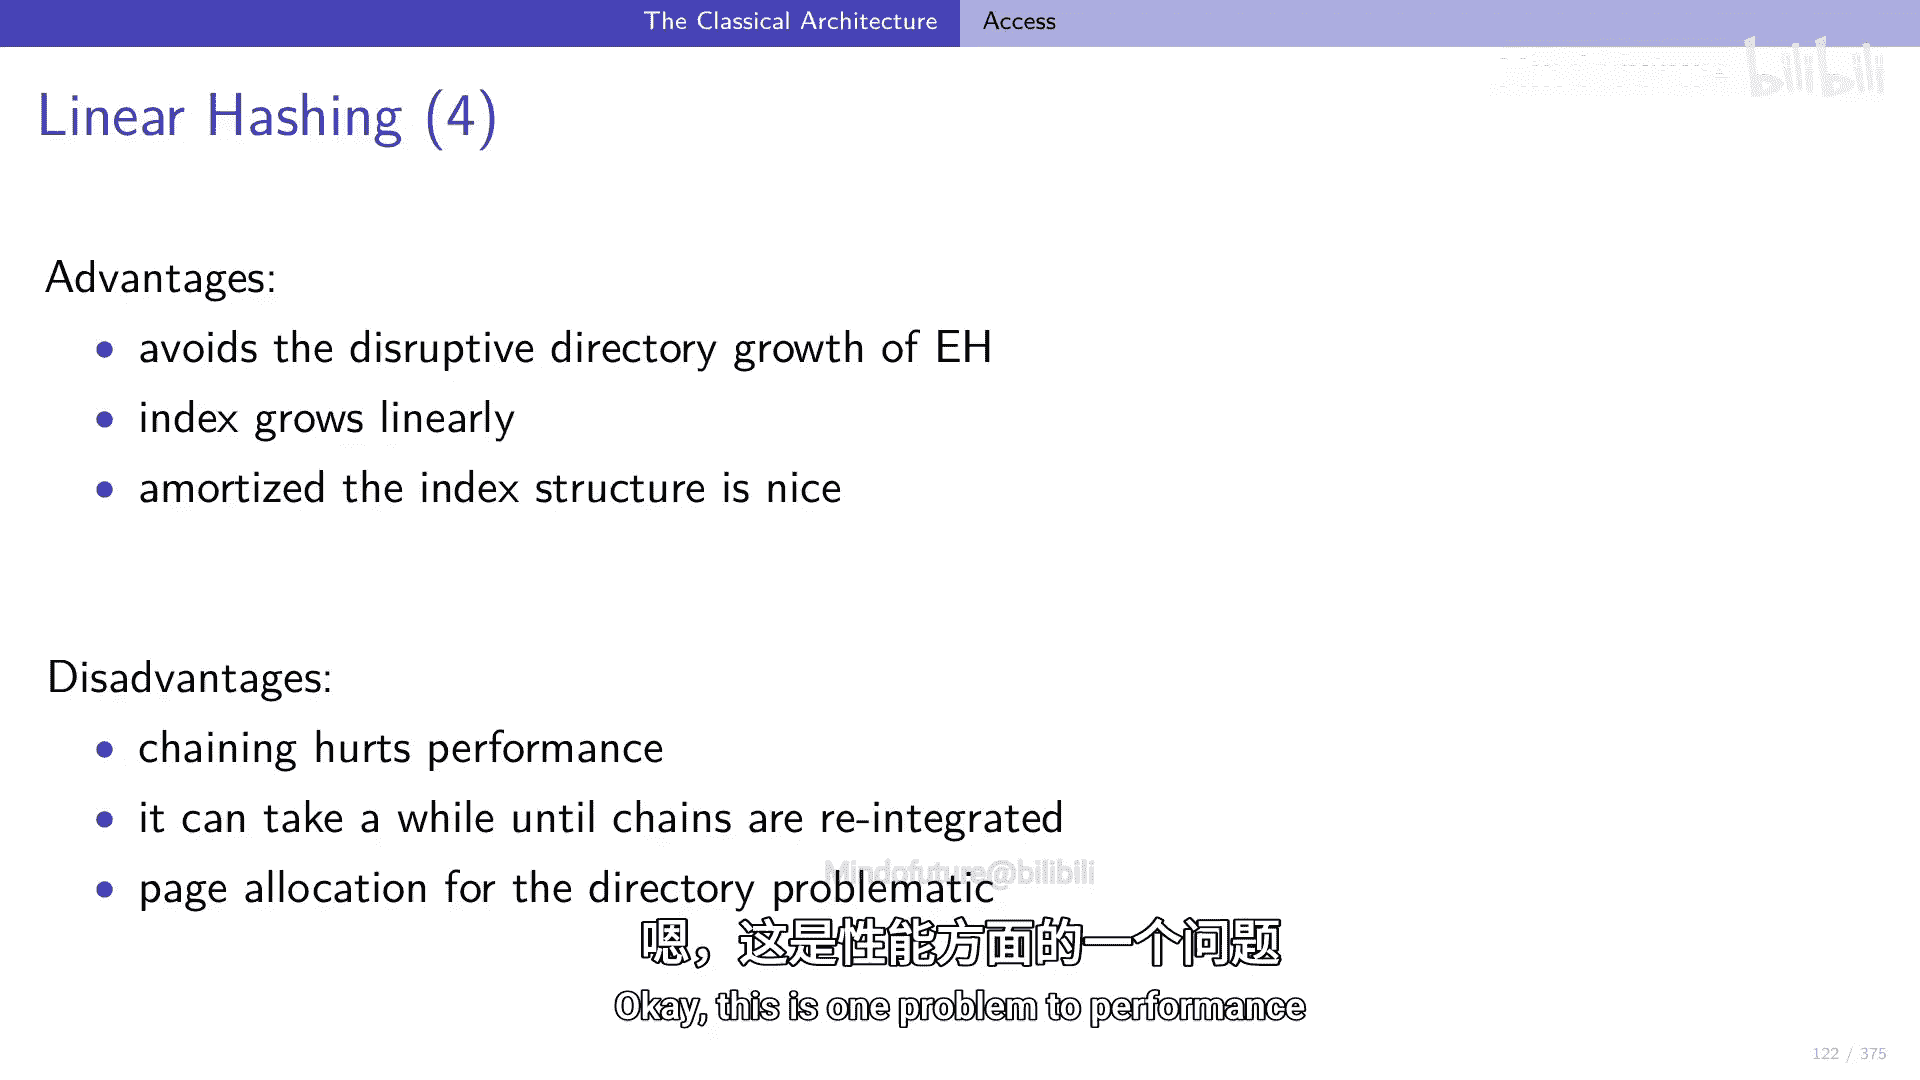 The Classical Architecture Access
bilibili
Linear Hashing (4)
Advantages:
• avoids the disruptive directory growth of EH
• index grows linearly
• amortized the index structure is nice
Disadvantages:
• chaining hurts performance
• it can take a while until chains are re-integrated
Mindofuture@bilibili
• page allocation for the directory problematic
嗯，这是性能方面的一个问题
Okay, this is one problem to performance
122 / 375